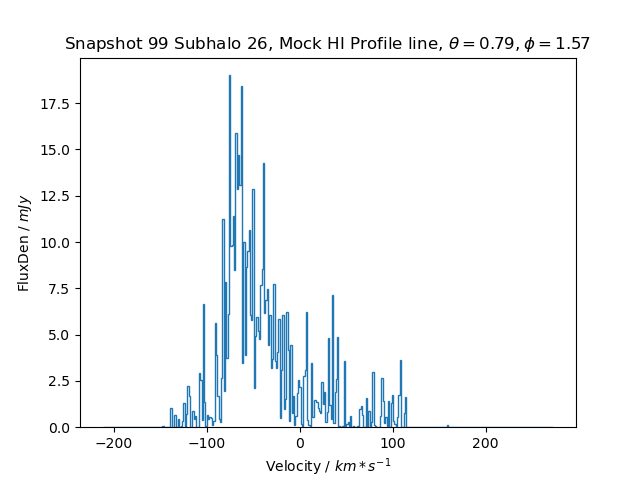 Snapshot 99 Subhalo 26, Mock HI Profile line, θ = 0.79, ϕ = 1.57
17.5
15.0
12.5
10.0
7.5
5.0
2.5
0.0
FluxDen / mJy
−200 −100 0 100 200
Velocity / km * s⁻¹